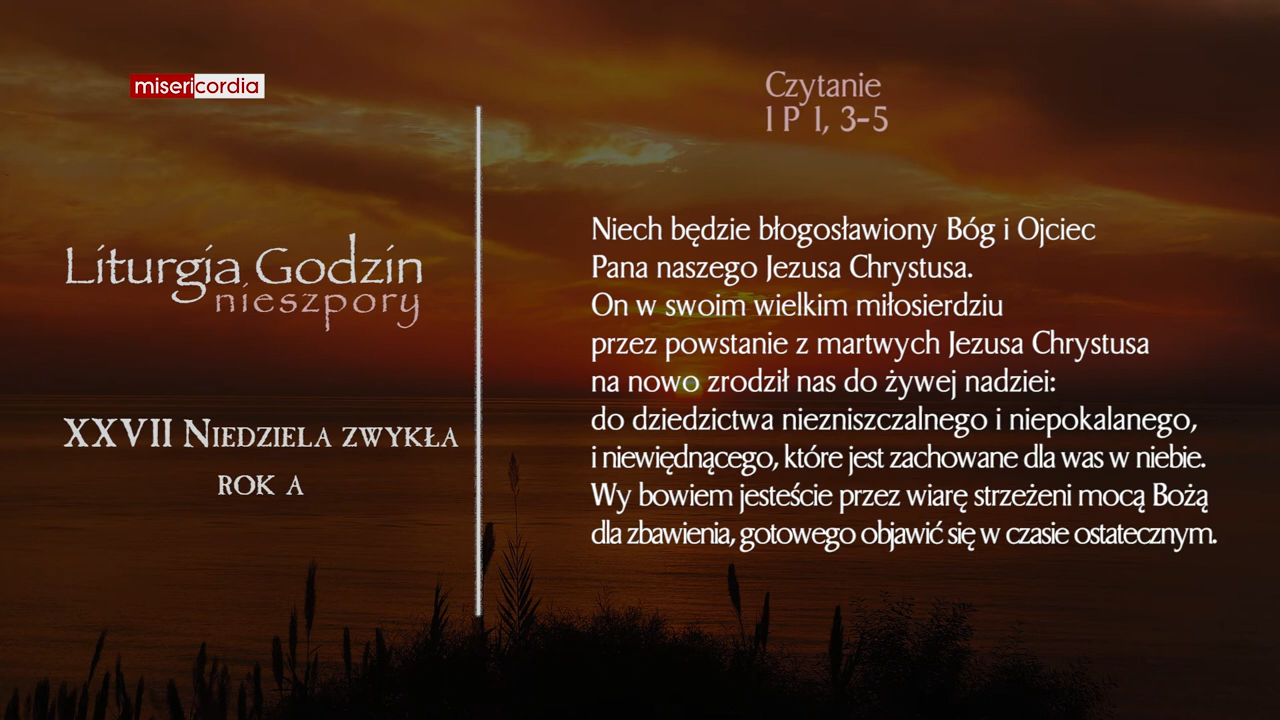 misericordia
Liturgia Godzin
nieszpory
XXVII Niedziela zwykła
rok A
Czytanie
1 P 1, 3-5
Niech będzie błogosławiony Bóg i Ojciec
Pana naszego Jezusa Chrystusa.
On w swoim wielkim miłosierdziu
przez powstanie z martwych Jezusa Chrystusa
na nowo zrodził nas do żywej nadziei:
do dziedzictwa niezniszczalnego i niepokalanego,
i niewiędnącego, które jest zachowane dla was w niebie.
Wy bowiem jesteście przez wiarę strzeżeni mocą Bożą
dla zbawienia, gotowego objawić się w czasie ostatecznym.